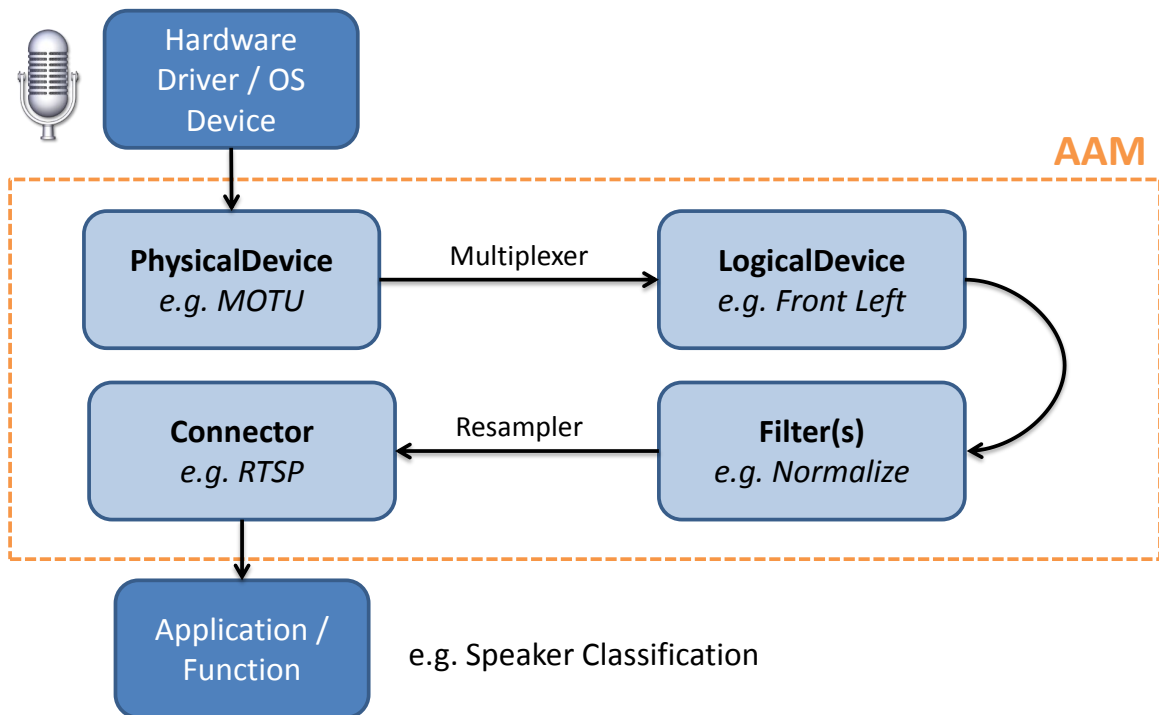 Hardware
Driver / OS
Device
AAM
PhysicalDevice
e.g. MOTU
Multiplexer
LogicalDevice
e.g. Front Left
Connector
e.g. RTSP
Resampler
Filter(s)
e.g. Normalize
Application /
Function
e.g. Speaker Classification